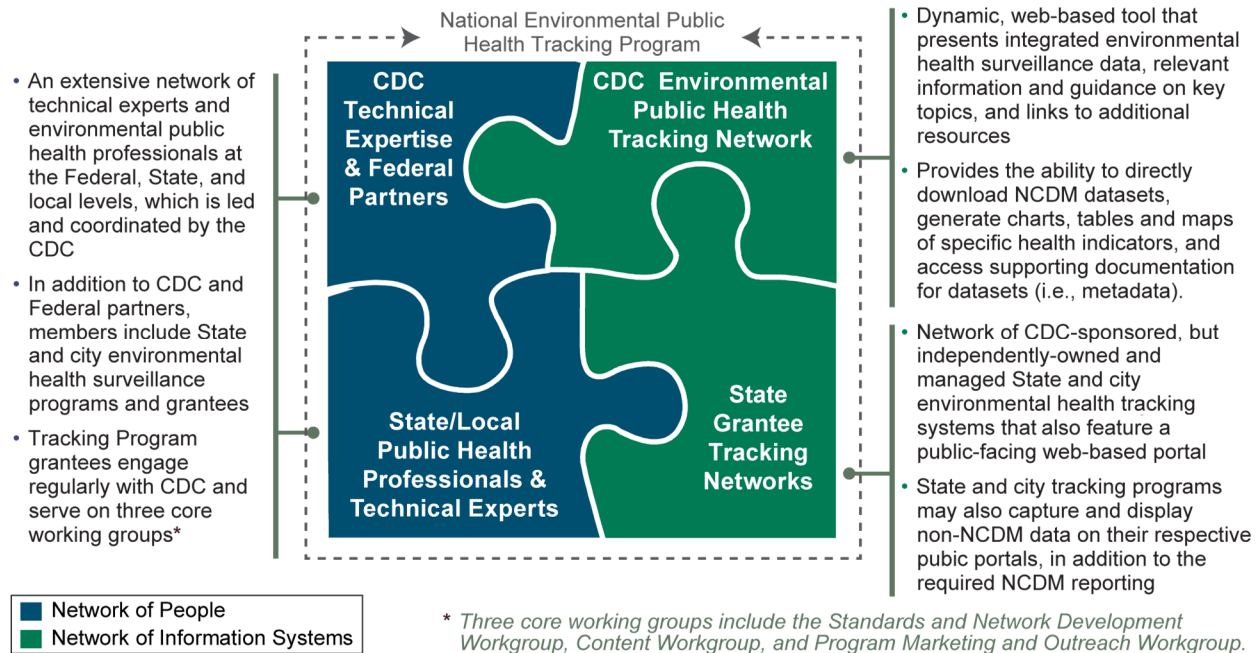 National Environmental Public
Health Tracking Program
• An extensive network of
technical experts and
environmental public
health professionals at
the Federal, State, and
local levels, which is led
and coordinated by the
CDC
• In addition to CDC and
Federal partners,
members include State
and city environmental
health surveillance
programs and grantees
• Tracking Program
grantees engage
regularly with CDC and
serve on three core
working groups*
CDC
Technical
Expertise
& Federal
Partners
CDC Environmental
Public Health
Tracking Network
State/Local
Public Health
Professionals &
Technical Experts
State
Grantee
Tracking
Networks
• Dynamic, web-based tool that
presents integrated environmental
health surveillance data, relevant
information and guidance on key
topics, and links to additional
resources
• Provides the ability to directly
download NCDM datasets,
generate charts, tables and maps
of specific health indicators, and
access supporting documentation
for datasets (i.e., metadata).
• Network of CDC-sponsored, but
independently-owned and
managed State and city
environmental health tracking
systems that also feature a
public-facing web-based portal
• State and city tracking programs
may also capture and display
non-NCDM data on their respective
pubic portals, in addition to the
required NCDM reporting
Network of People
Network of Information Systems
* Three core working groups include the Standards and Network Development
Workgroup, Content Workgroup, and Program Marketing and Outreach Workgroup.